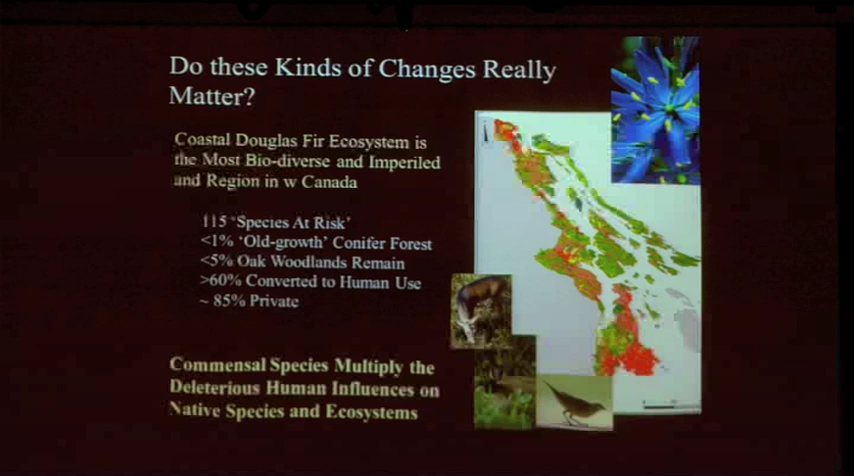 Do these Kinds of Changes Really
Matter?
Coastal Douglas Fir Ecosystem is
the Most Bio-diverse and Imperiled
and Region in w Canada
115 'Species At Risk'
<1% 'Old-growth' Conifer Forest
<5% Oak Woodlands Remain
>60% Converted to Human Use
~ 85% Private
Commensal Species Multiply the
Deleterious Human Influences on
Native Species and Ecosystems